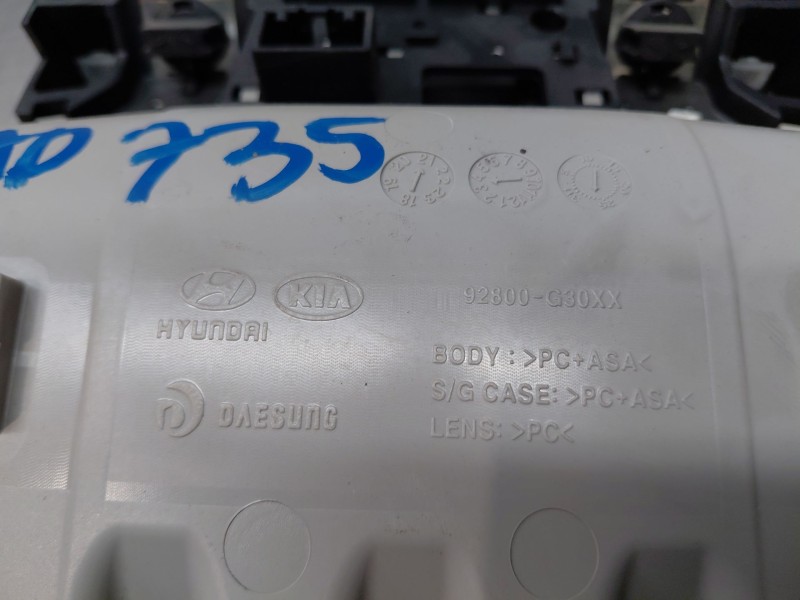 735
HYUNDAI
KIA
92800-G30XX
BODY : >PC+ASA<
S/G CASE: >PC+ASA<
LENS: >PC<
DAESUNG